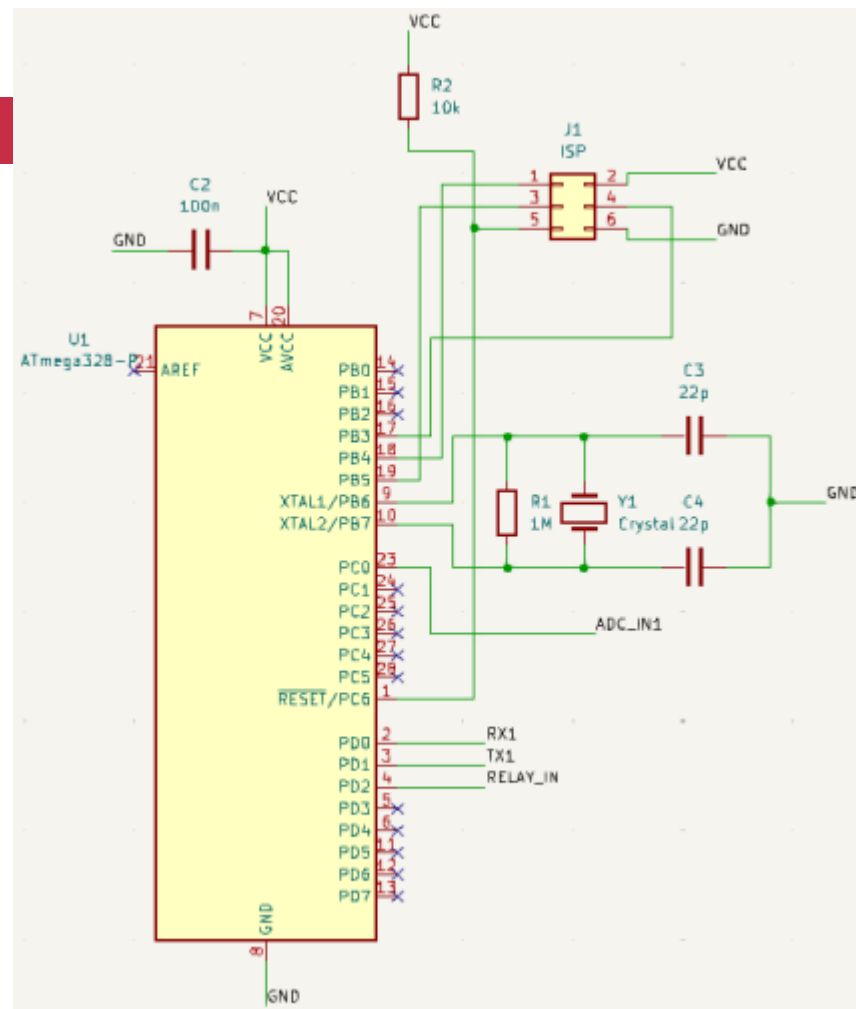 VCC
R2
10k
J1
ISP
1 2 VCC
3 4
5 6 GND
C2
100n
VCC
GND
7 20
VCC AVCC
U1
ATmega328-P
21 AREF
PB0 14
PB1 15
PB2 16
PB3 17
PB4 18
PB5 19
XTAL1/PB6 9
XTAL2/PB7 10
C3
22p
R1
1M
Y1
Crystal
C4
22p
GND
PC0 23
PC1 24
PC2 25
PC3 26
PC4 27
PC5 28
RESET/PC6 1
ADC_IN1
PD0 2 RX1
PD1 3 TX1
PD2 4 RELAY_IN
PD3 5
PD4 6
PD5 11
PD6 12
PD7 13
GND
8
GND